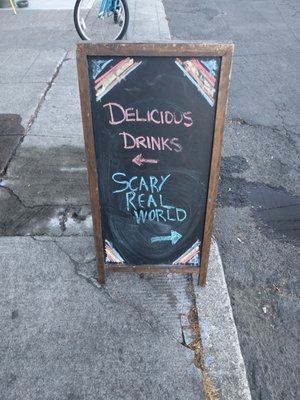 Delicious
Drinks
←
Scary
Real
World
→